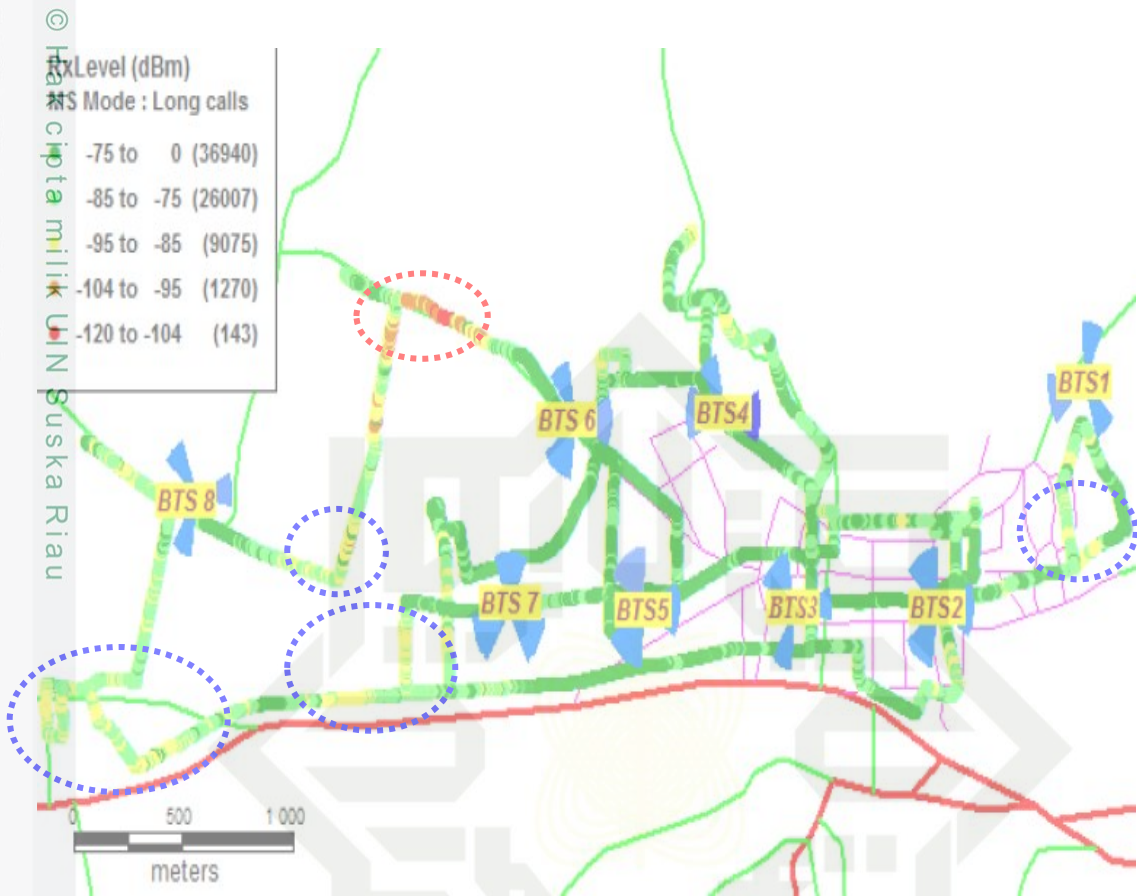 © Hak cipta milik UIN Suska Riau
RxLevel (dBm)
MS Mode : Long calls
-75 to 0 (36940)
-85 to -75 (26007)
-95 to -85 (9075)
-104 to -95 (1270)
-120 to -104 (143)
BTS1
BTS 6
BTS4
BTS 8
BTS 7
BTS5
BTS3
BTS2
0 500 1 000
meters